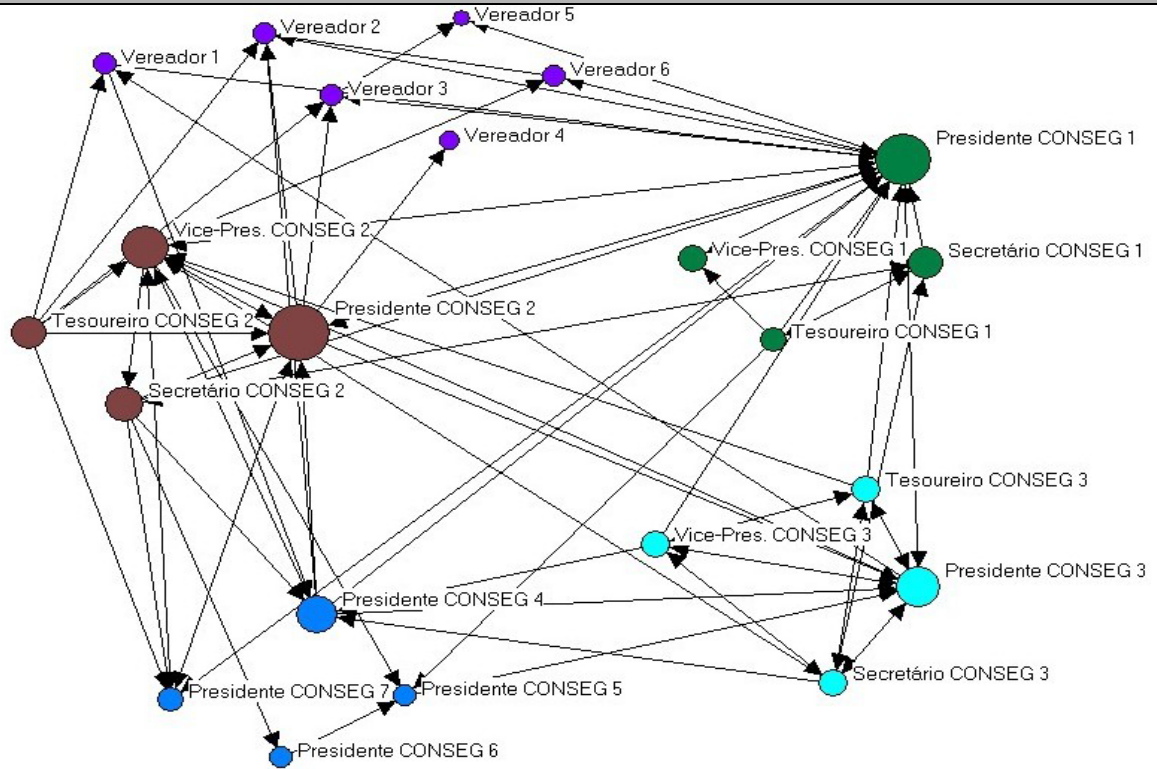 Vereador 5
Vereador 2
Vereador 1
Vereador 6
Vereador 3
Vereador 4
Presidente CONSEG 1
Vice-Pres. CONSEG 2
Vice-Pres. CONSEG 1
Secretário CONSEG 1
Presidente CONSEG 2
Tesoureiro CONSEG 2
Tesoureiro CONSEG 1
Secretário CONSEG 2
Tesoureiro CONSEG 3
Vice-Pres. CONSEG 3
Presidente CONSEG 3
Presidente CONSEG 4
Secretário CONSEG 3
Presidente CONSEG 7
Presidente CONSEG 5
Presidente CONSEG 6